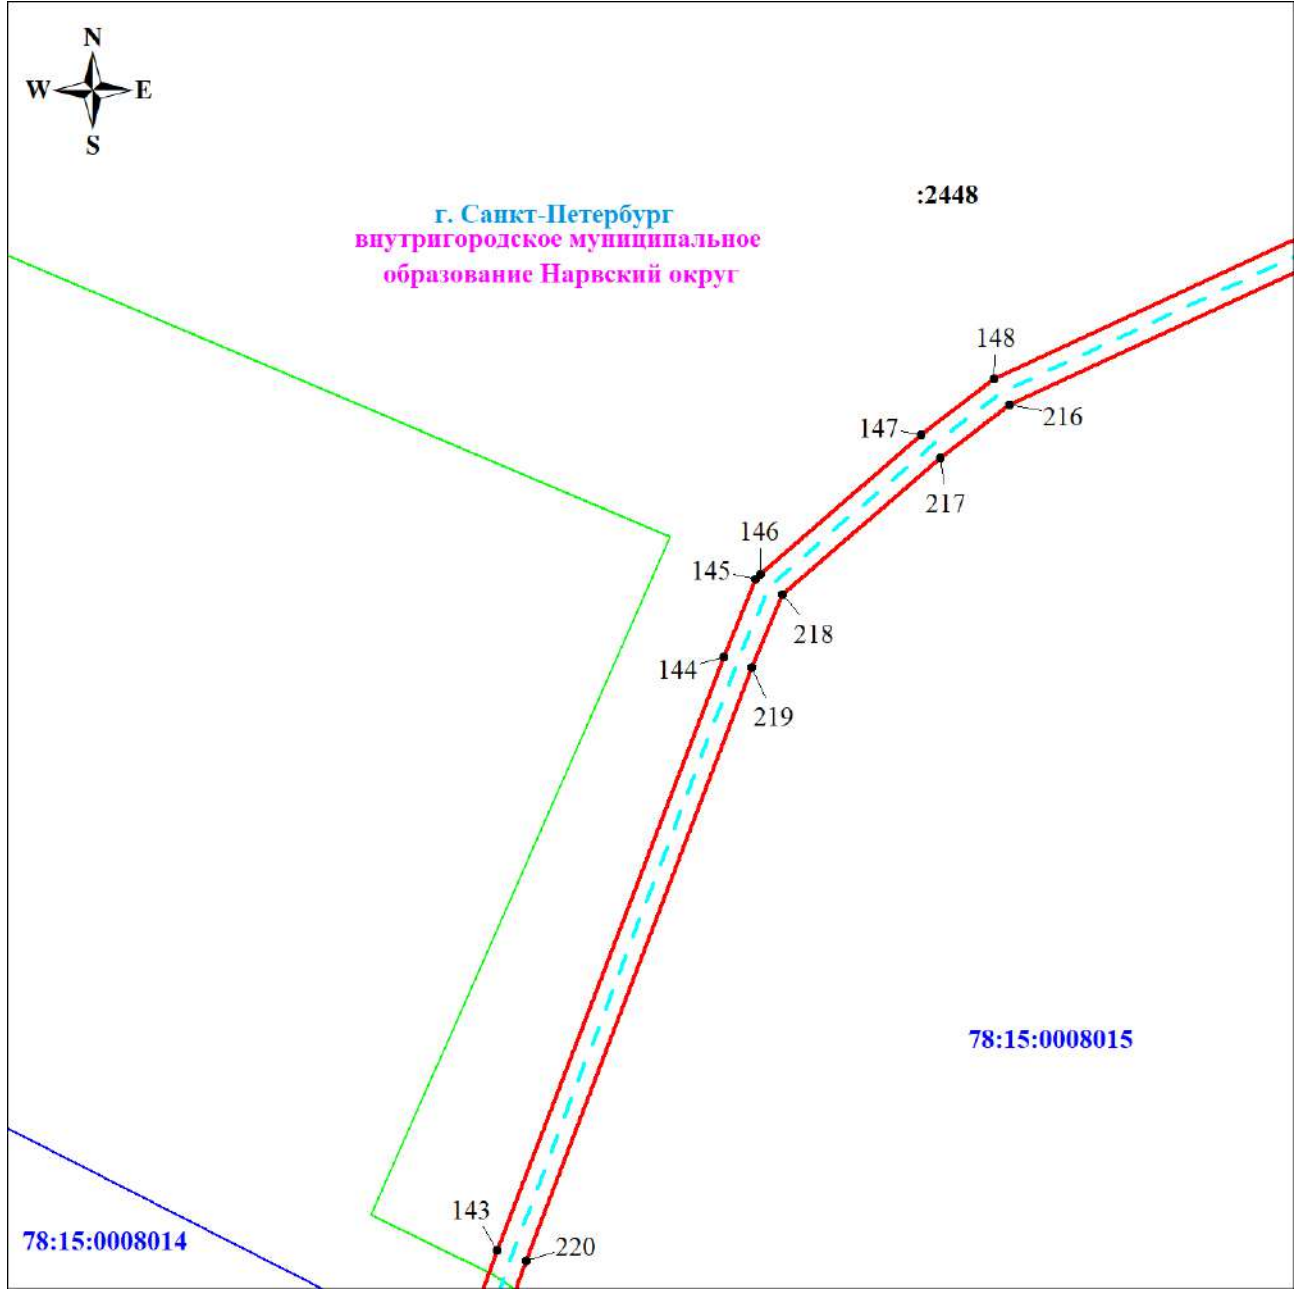 N
W E
S
:2448
г. Санкт-Петербург
внутригородское муниципальное
образование Нарвский округ
148
216
147
217
146
145
218
144
219
78:15:0008015
143
220
78:15:0008014